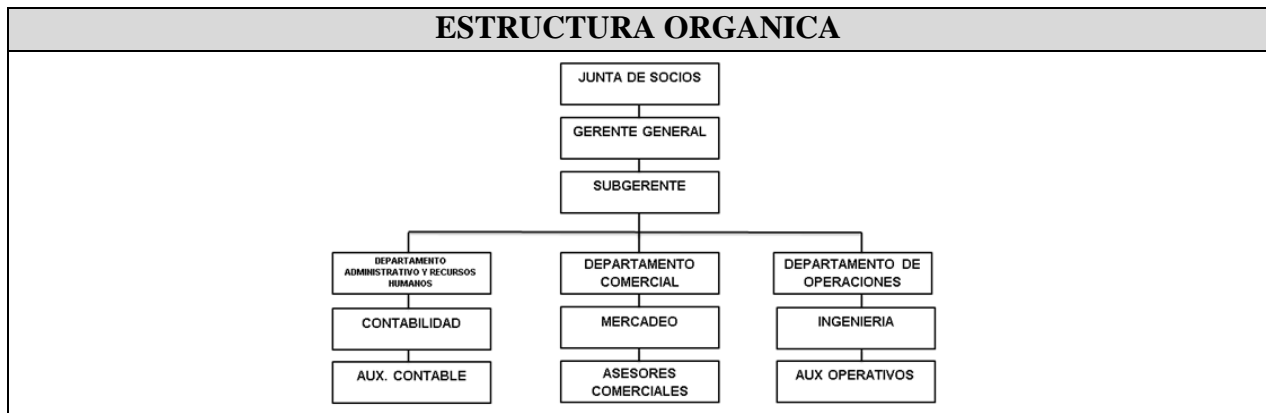 ESTRUCTURA ORGANICA
JUNTA DE SOCIOS
GERENTE GENERAL
SUBGERENTE
DEPARTAMENTO
ADMINISTRATIVO Y RECURSOS
HUMANOS
DEPARTAMENTO
COMERCIAL
DEPARTAMENTO DE
OPERACIONES
CONTABILIDAD
MERCADEO
INGENIERIA
AUX. CONTABLE
ASESORES
COMERCIALES
AUX OPERATIVOS